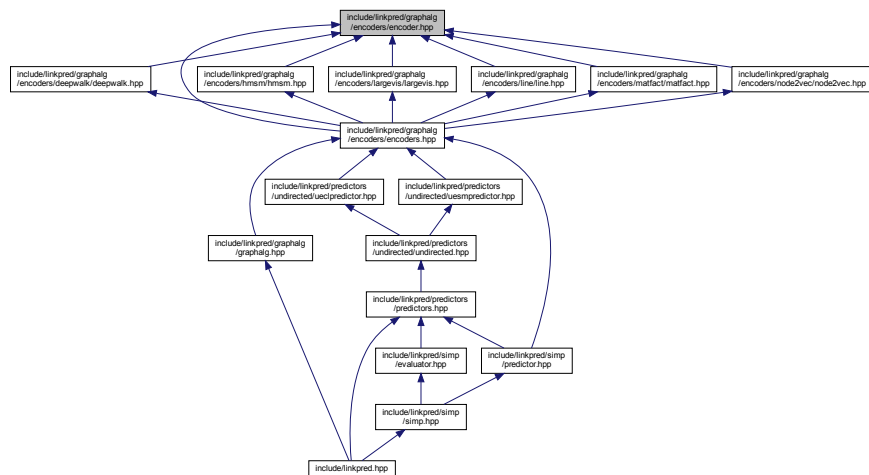 include/linkpred/graphalg
/encoders/encoder.hpp
include/linkpred/graphalg
/encoders/deepwalk/deepwalk.hpp
include/linkpred/graphalg
/encoders/hmsm/hmsm.hpp
include/linkpred/graphalg
/encoders/largevis/largevis.hpp
include/linkpred/graphalg
/encoders/line/line.hpp
include/linkpred/graphalg
/encoders/matfact/matfact.hpp
include/linkpred/graphalg
/encoders/node2vec/node2vec.hpp
include/linkpred/graphalg
/encoders/encoders.hpp
include/linkpred/predictors
/undirected/ueclpredictor.hpp
include/linkpred/predictors
/undirected/uesmpredictor.hpp
include/linkpred/graphalg
/graphalg.hpp
include/linkpred/predictors
/undirected/undirected.hpp
include/linkpred/predictors
/predictors.hpp
include/linkpred/simp
/evaluator.hpp
include/linkpred/simp
/predictor.hpp
include/linkpred/simp
/simp.hpp
include/linkpred.hpp